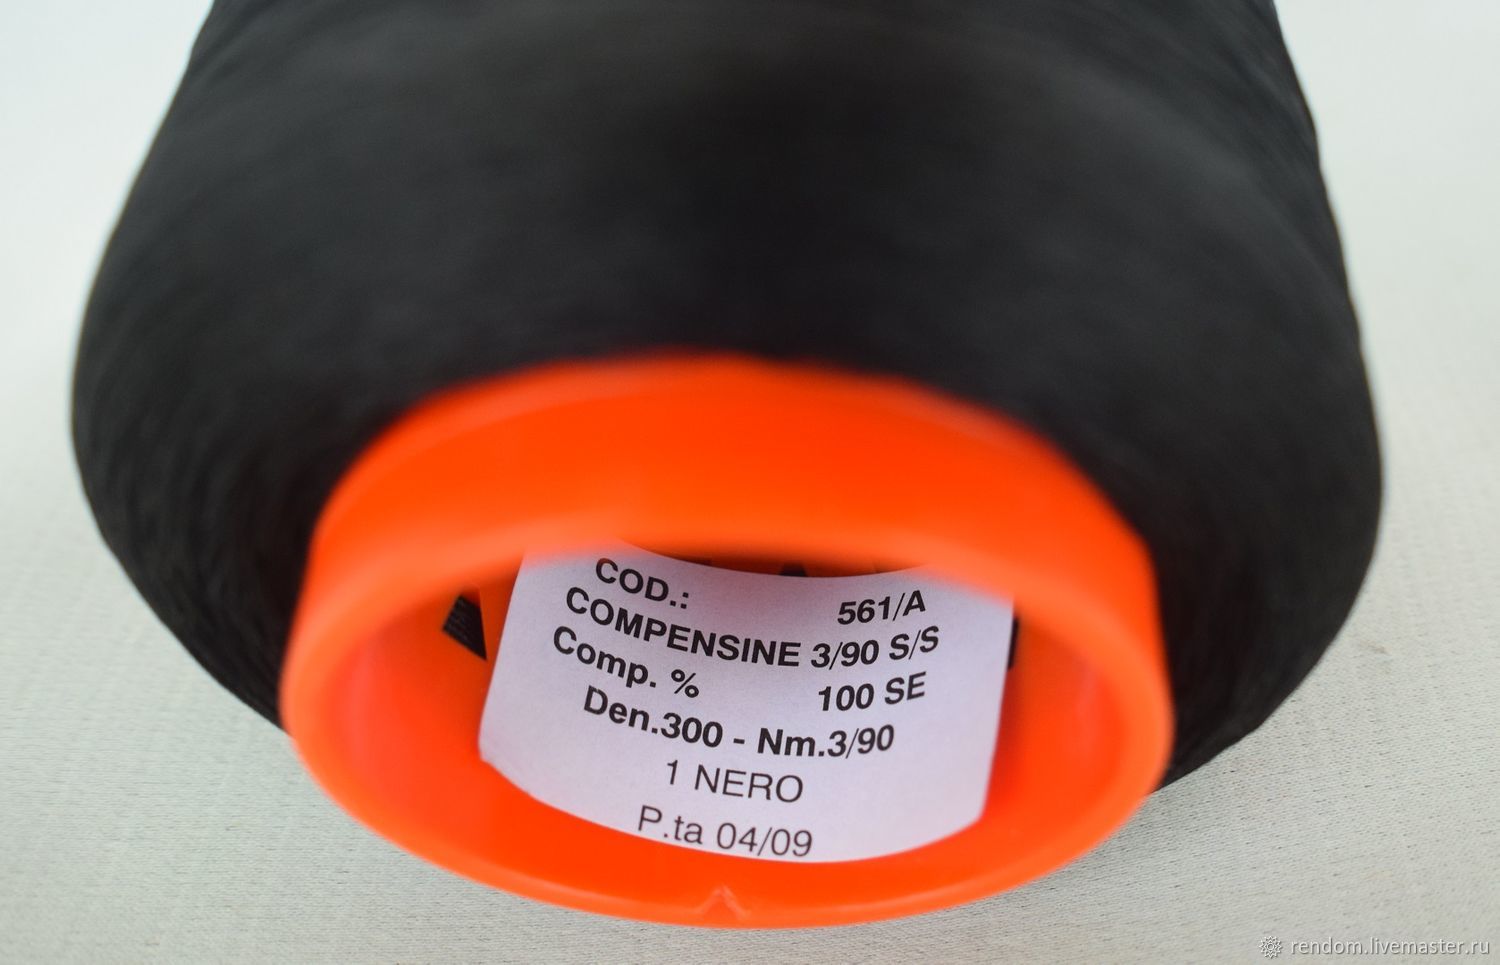 COD.: 561/A
COMPENSINE 3/90 S/S
Comp. % 100 SE
Den.300 - Nm.3/90
1 NERO
P.ta 04/09
rendom.livemaster.ru